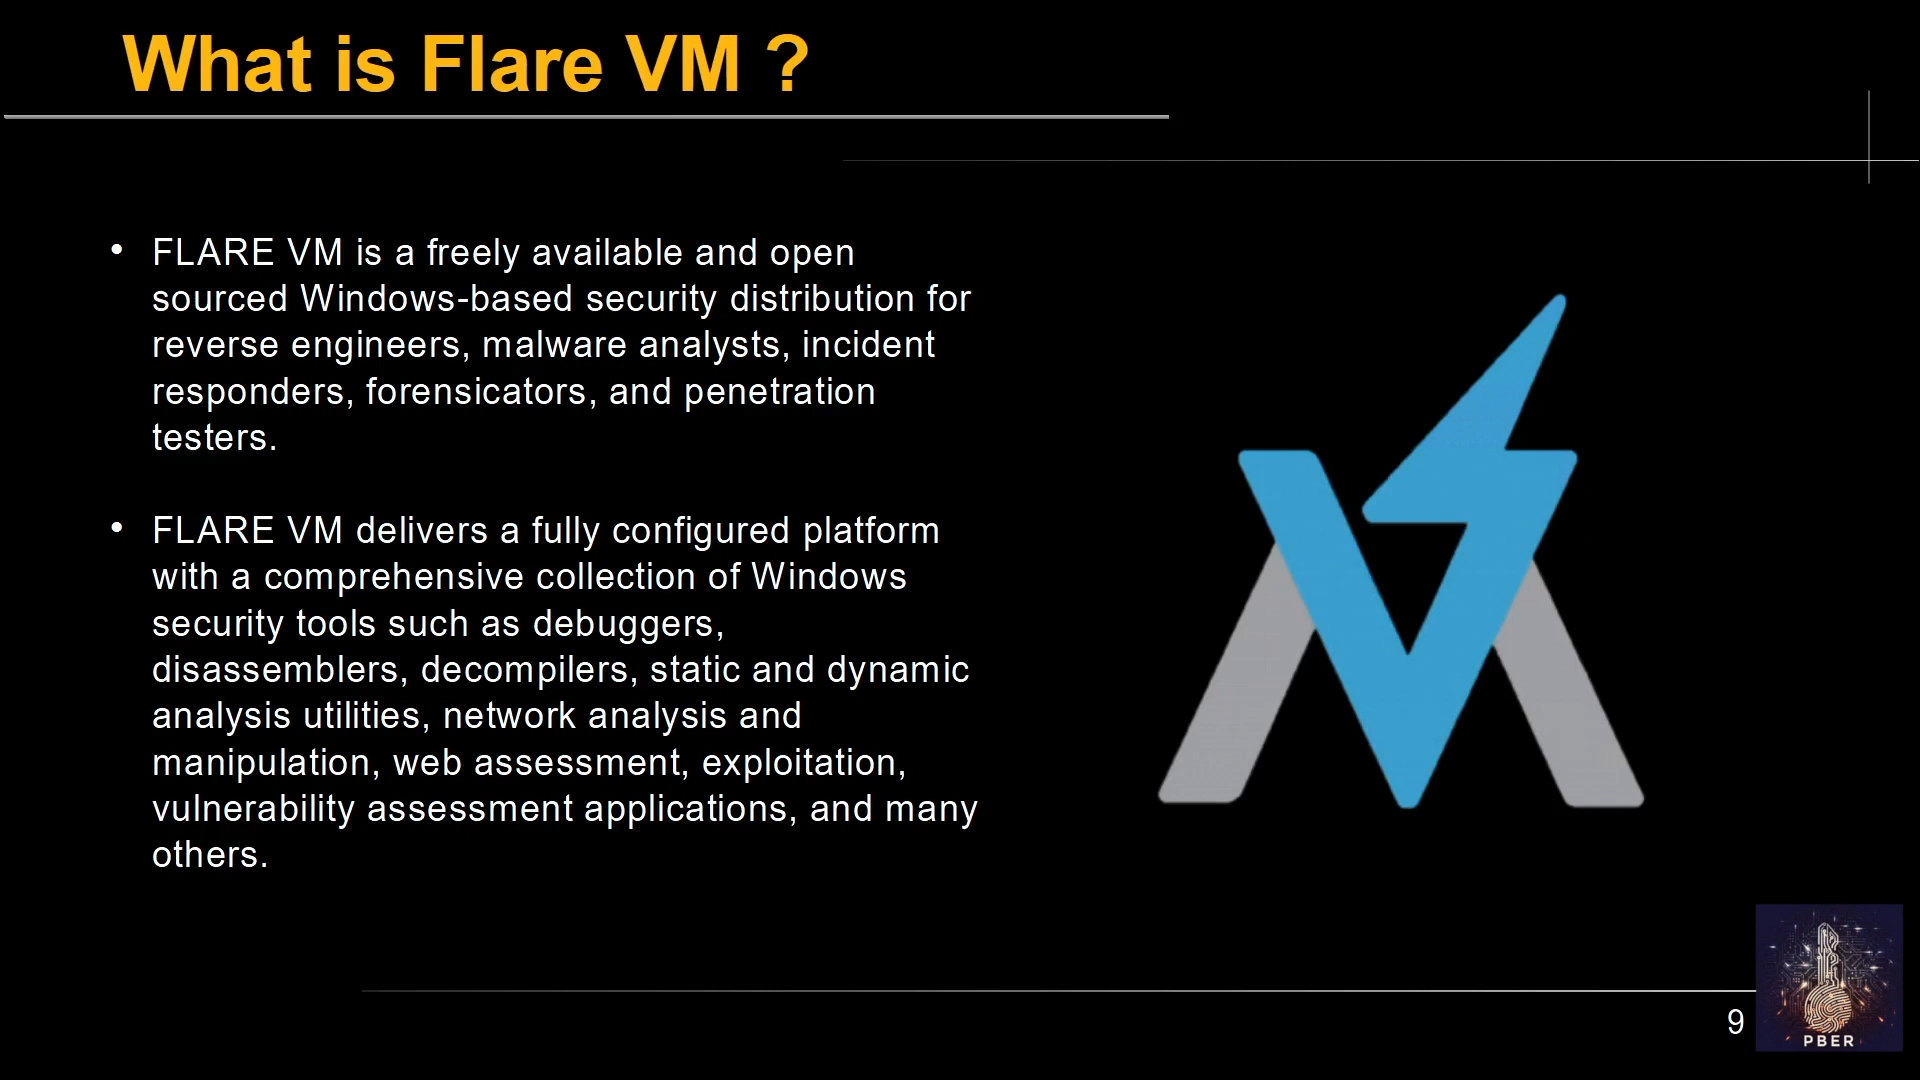 What is Flare VM ?
• FLARE VM is a freely available and open
sourced Windows-based security distribution for
reverse engineers, malware analysts, incident
responders, forensicators, and penetration
testers.
• FLARE VM delivers a fully configured platform
with a comprehensive collection of Windows
security tools such as debuggers,
disassemblers, decompilers, static and dynamic
analysis utilities, network analysis and
manipulation, web assessment, exploitation,
vulnerability assessment applications, and many
others.
9
PBER